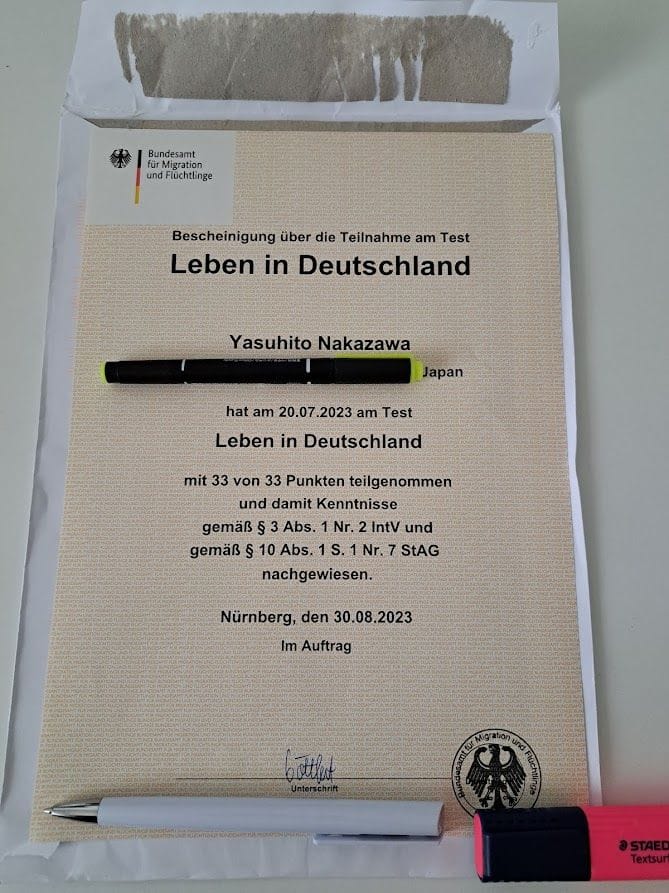 Bundesamt
für Migration
und Flüchtlinge
Bescheinigung über die Teilnahme am Test
Leben in Deutschland
Yasuhito Nakazawa
Japan
hat am 20.07.2023 am Test
Leben in Deutschland
mit 33 von 33 Punkten teilgenommen
und damit Kenntnisse
gemäß § 3 Abs. 1 Nr. 2 IntV und
gemäß § 10 Abs. 1 S. 1 Nr. 7 StAG
nachgewiesen.
Nürnberg, den 30.08.2023
Im Auftrag
Unterschrift
Bundesamt für Migration und Flüchtlinge
STAED
Textsur